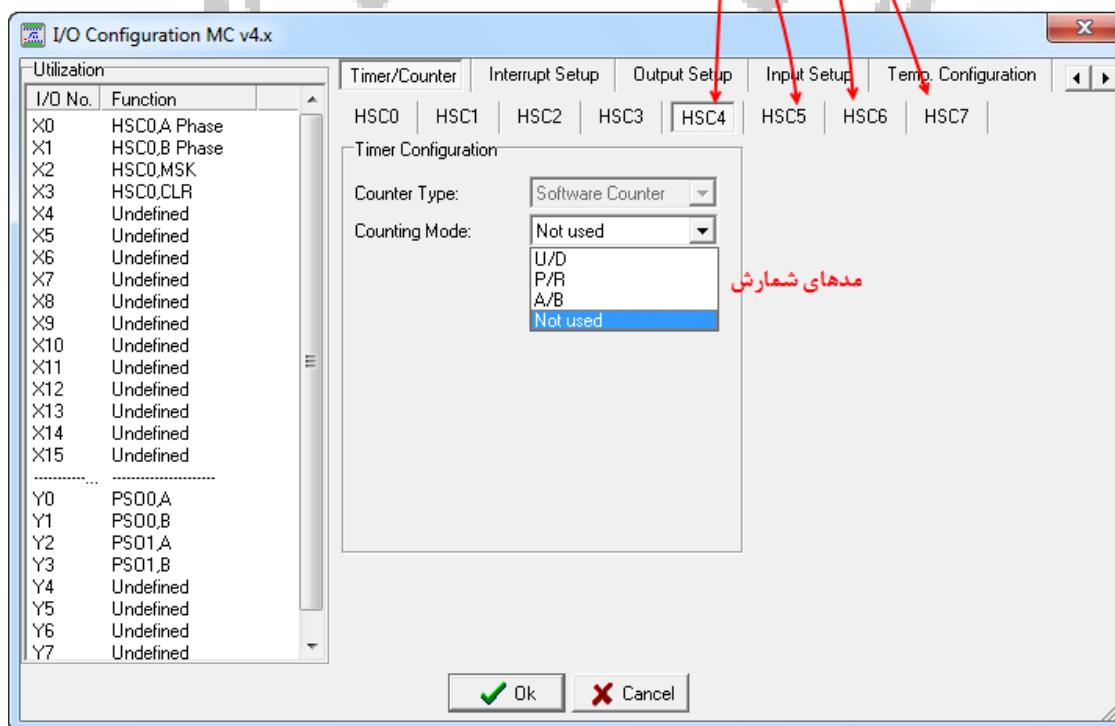 I/O Configuration MC v4.x
Utilization
I/O No. Function
X0 HSC0,A Phase
X1 HSC0,B Phase
X2 HSC0,MSK
X3 HSC0,CLR
X4 Undefined
X5 Undefined
X6 Undefined
X7 Undefined
X8 Undefined
X9 Undefined
X10 Undefined
X11 Undefined
X12 Undefined
X13 Undefined
X14 Undefined
X15 Undefined
-----------... ----------------------
Y0 PSO0,A
Y1 PSO0,B
Y2 PSO1,A
Y3 PSO1,B
Y4 Undefined
Y5 Undefined
Y6 Undefined
Y7 Undefined
Timer/Counter Interrupt Setup Output Setup Input Setup Temp. Configuration
HSC0 HSC1 HSC2 HSC3 HSC4 HSC5 HSC6 HSC7
Timer Configuration
Counter Type: Software Counter
Counting Mode: Not used
U/D
P/R
A/B
Not used
مدهای شمارش
Ok Cancel